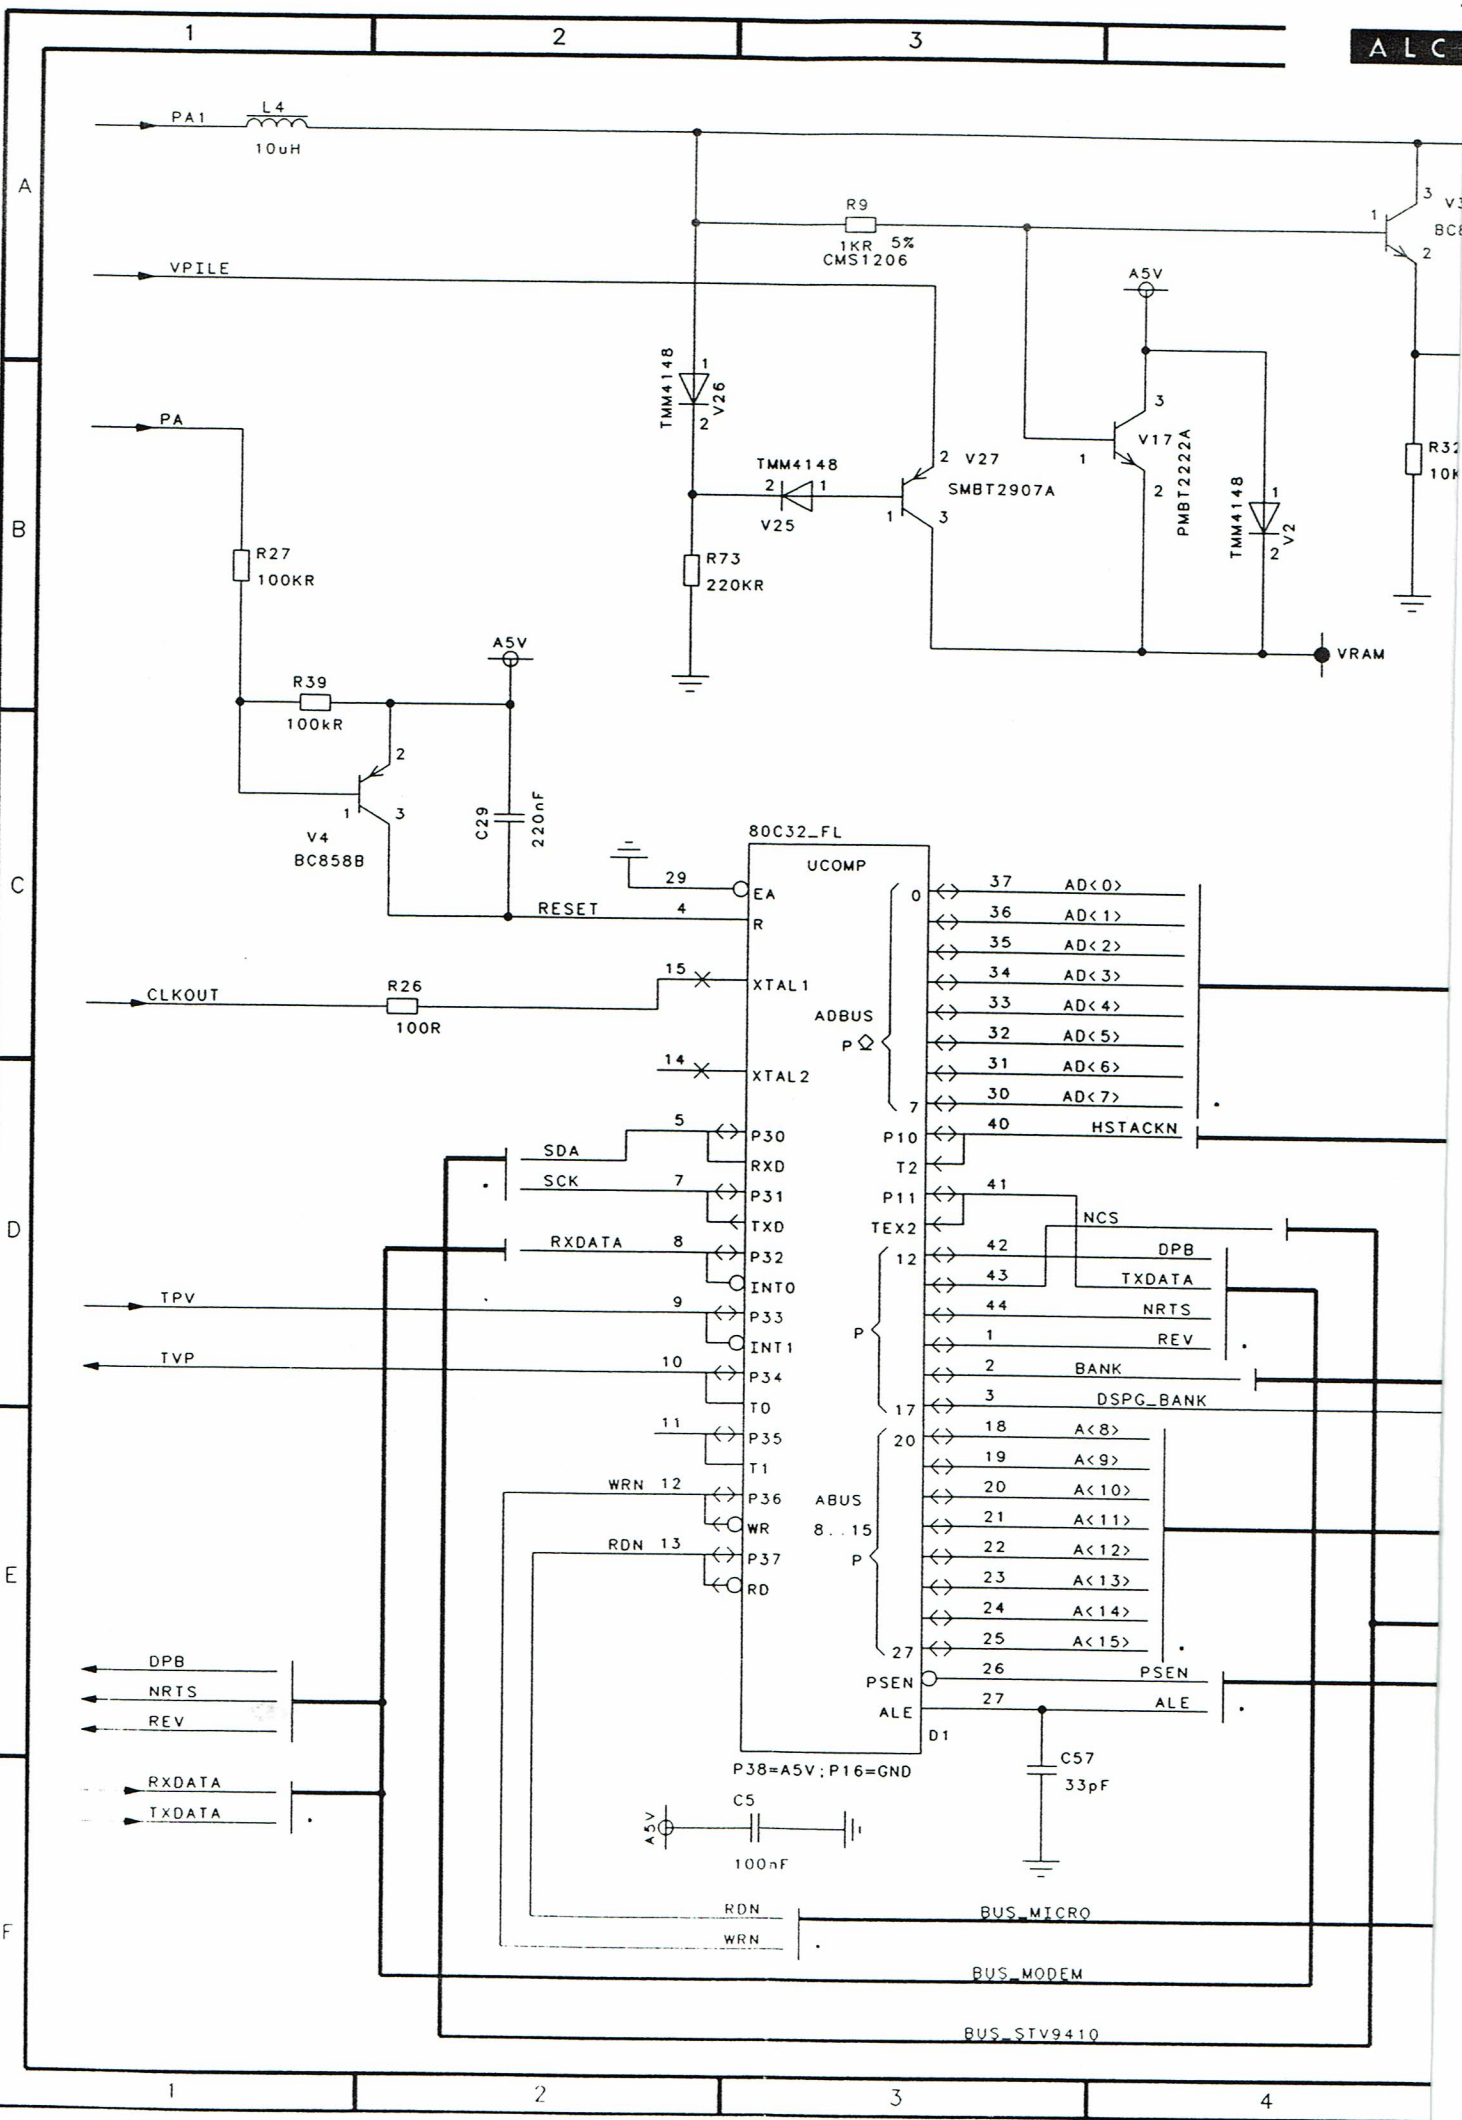 1 2 3
ALC
PA1
L4
10uH
A
R9
1KR 5%
CMS1206
3
1
2
VPILE
A5V
TMM4148
1
V26
2
PA
3
V17
1
2
PMBT2222A
R32
TMM4148
2 1
V25
2 V27
SMBT2907A
1
3
TMM4148
1
V2
2
B
R27
100KR
R73
220KR
A5V
VRAM
R39
100kR
2
1
3
V4
BC858B
C29
220nF
80C32_FL
UCOMP
C
29 EA
RESET 4 R
0 37 AD<0>
36 AD<1>
35 AD<2>
15 XTAL1
34 AD<3>
CLKOUT
R26
100R
ADBUS
P
33 AD<4>
32 AD<5>
14 XTAL2
31 AD<6>
7 30 AD<7>
5 P30
P10 40 HSTACKN
SDA
RXD
T2
SCK 7 P31
P11 41
D
TXD
TEX2
NCS
RXDATA 8 P32
12 42 DPB
INT0
43 TXDATA
TPV 9 P33
44 NRTS
P
INT1
1 REV
TVP 10 P34
2 BANK
T0
17 3 DSPG_BANK
11 P35
20 18 A<8>
T1
19 A<9>
WRN 12 P36
ABUS
20 A<10>
WR
8..15
21 A<11>
RDN 13 P37
P
22 A<12>
E
RD
23 A<13>
24 A<14>
27 25 A<15>
DPB
PSEN 26 PSEN
NRTS
ALE 27 ALE
REV
D1
C57
33pF
P38=A5V;P16=GND
RXDATA
TXDATA
C5
A5V
100nF
RDN
BUS_MICRO
F
WRN
BUS_MODEM
BUS_STV9410
1 2 3 4